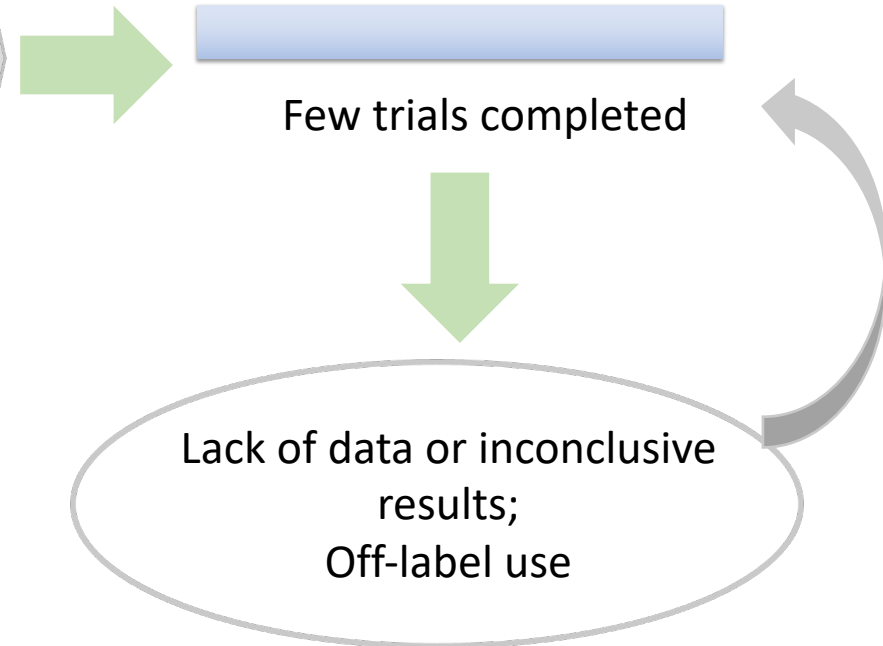 Few trials completed
Lack of data or inconclusive
results;
Off-label use